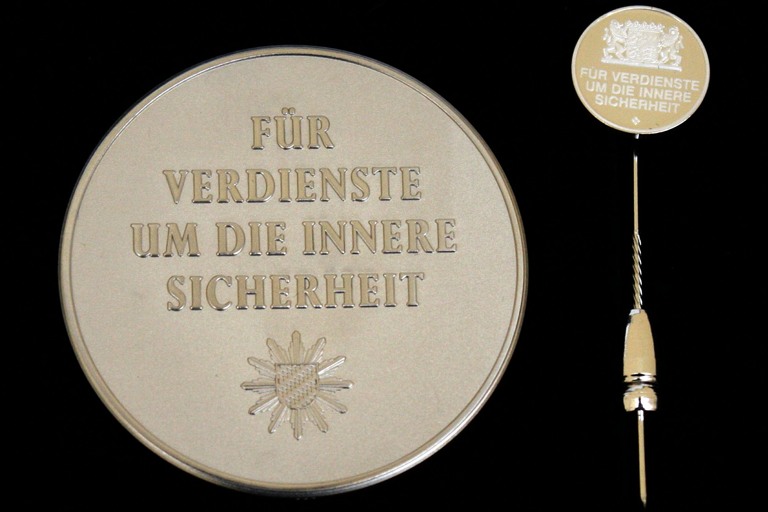 FÜR
VERDIENSTE
UM DIE INNERE
SICHERHEIT
FÜR VERDIENSTE
UM DIE INNERE
SICHERHEIT